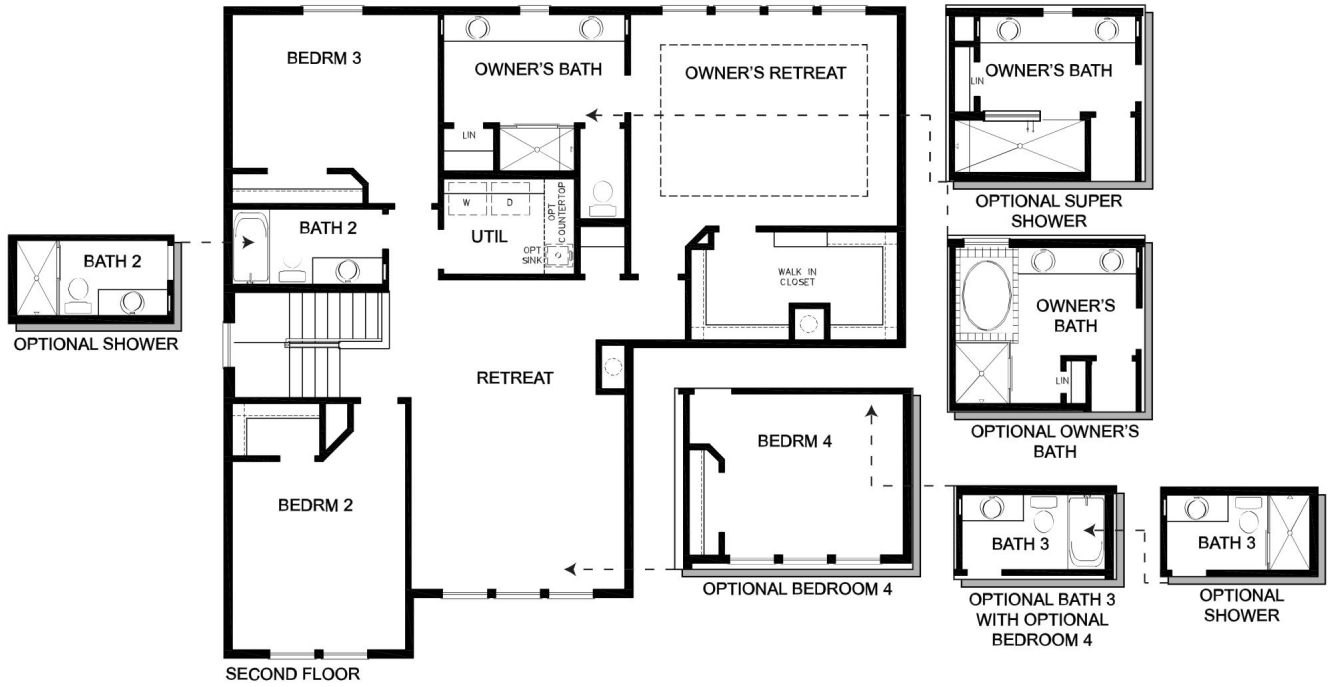 BEDRM 3
OWNER'S BATH
LIN
OWNER'S RETREAT
W
D
OPT
COUNTERTOP
UTIL
OPT
SINK
BATH 2
WALK IN
CLOSET
RETREAT
BEDRM 2
SECOND FLOOR
BATH 2
OPTIONAL SHOWER
BEDRM 4
OPTIONAL BEDROOM 4
OWNER'S BATH
LIN
OPTIONAL SUPER
SHOWER
OWNER'S
BATH
LIN
OPTIONAL OWNER'S
BATH
BATH 3
OPTIONAL BATH 3
WITH OPTIONAL
BEDROOM 4
BATH 3
OPTIONAL
SHOWER